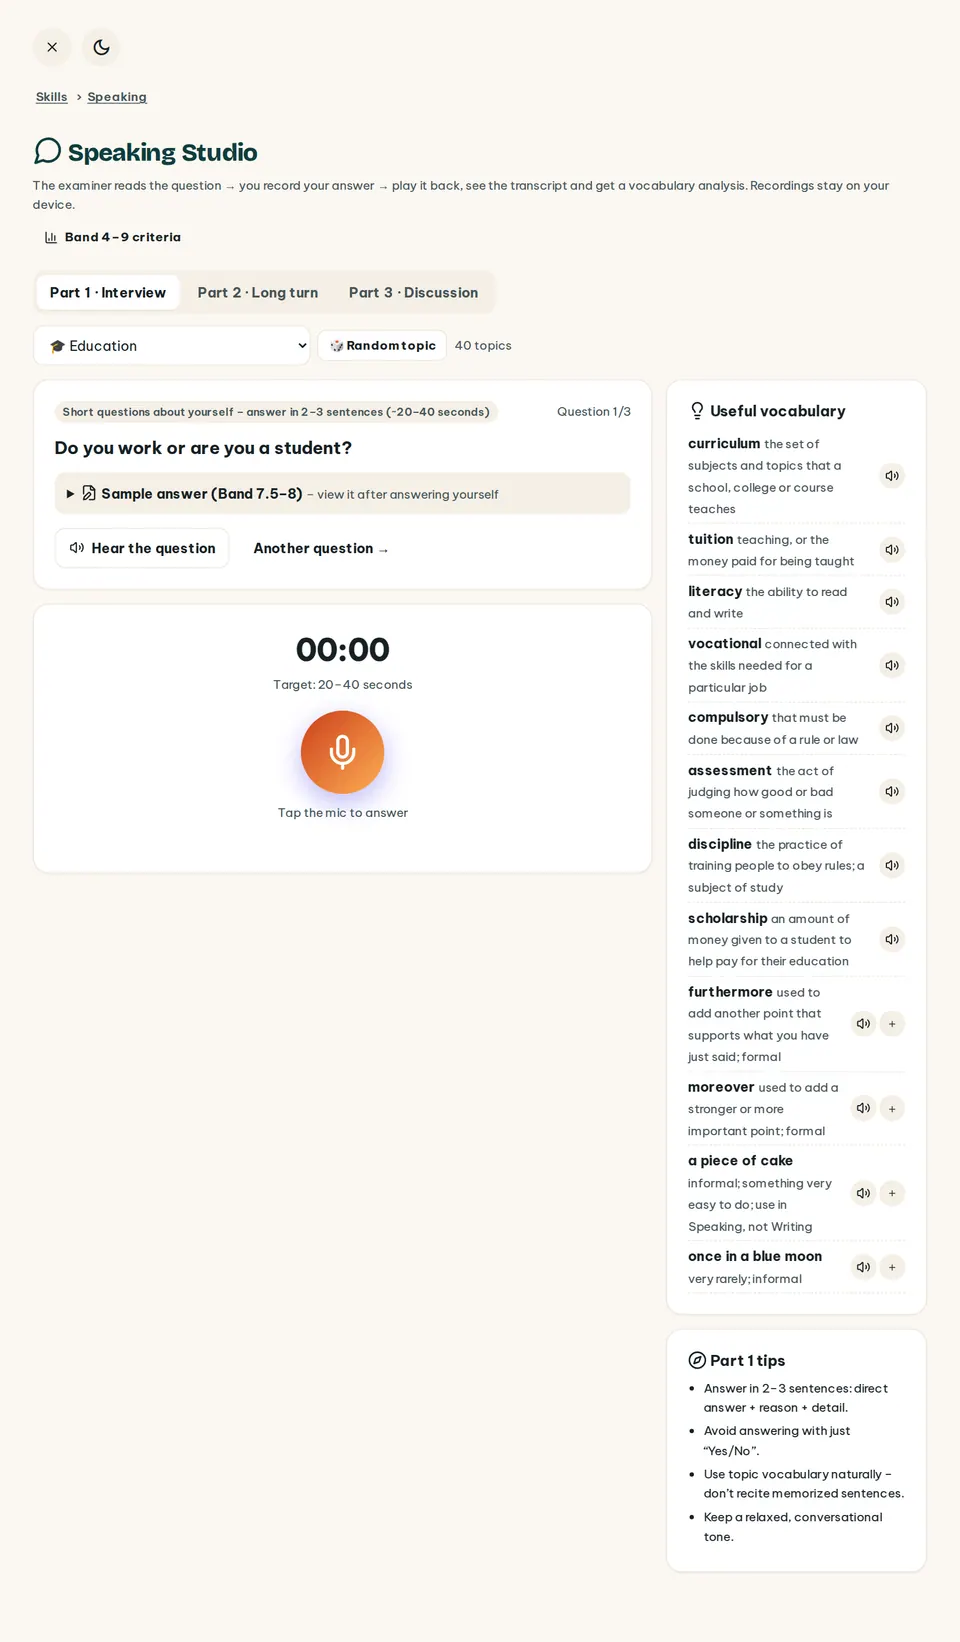 Skills › Speaking
Speaking Studio
The examiner reads the question → you record your answer → play it back, see the transcript and get a vocabulary analysis. Recordings stay on your
device.
Band 4–9 criteria
Part 1 · Interview
Part 2 · Long turn
Part 3 · Discussion
🎓 Education
🎲 Random topic
40 topics
Short questions about yourself – answer in 2–3 sentences (~20–40 seconds)
Question 1/3
Do you work or are you a student?
▶ Sample answer (Band 7.5–8) – view it after answering yourself
Hear the question
Another question →
00:00
Target: 20–40 seconds
Tap the mic to answer
Useful vocabulary
curriculum the set of
subjects and topics that a
school, college or course
teaches
tuition teaching, or the
money paid for being taught
literacy the ability to read
and write
vocational connected with
the skills needed for a
particular job
compulsory that must be
done because of a rule or law
assessment the act of
judging how good or bad
someone or something is
discipline the practice of
training people to obey rules; a
subject of study
scholarship an amount of
money given to a student to
help pay for their education
furthermore used to
add another point that
supports what you have
just said; formal
+
moreover used to add a
stronger or more
important point; formal
+
a piece of cake
informal; something very
easy to do; use in
Speaking, not Writing
+
once in a blue moon
very rarely; informal
+
Part 1 tips
• Answer in 2–3 sentences: direct
answer + reason + detail.
• Avoid answering with just
“Yes/No”.
• Use topic vocabulary naturally –
don’t recite memorized sentences.
• Keep a relaxed, conversational
tone.